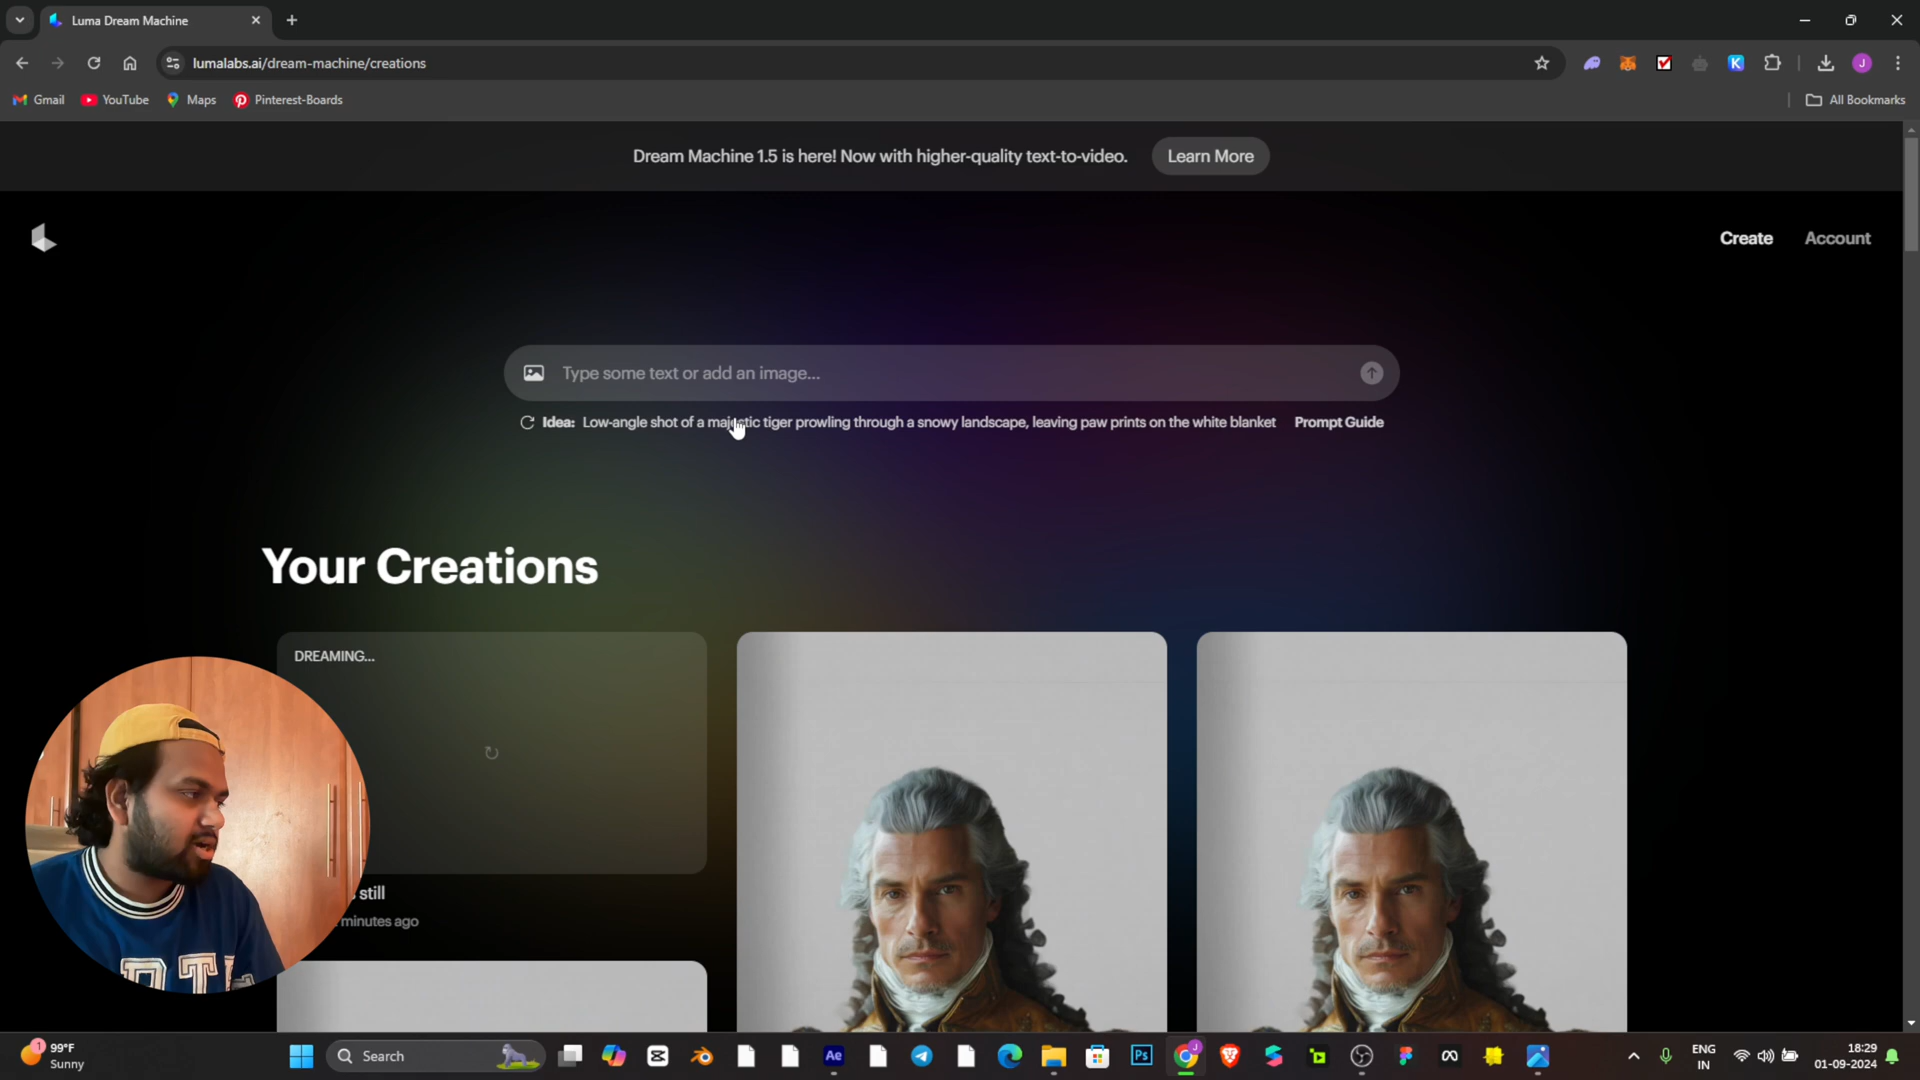 Luma Dream Machine
lumalabs.ai/dream-machine/creations
J
Gmail
YouTube
Maps
Pinterest-Boards
All Bookmarks
Dream Machine 1.5 is here! Now with higher-quality text-to-video.
Learn More
Create
Account
Type some text or add an image...
Idea: Low-angle shot of a majestic tiger prowling through a snowy landscape, leaving paw prints on the white blanket
Prompt Guide
Your Creations
DREAMING...
still
minutes ago
1
99°F
Sunny
Search
Ae
Ps
J
ENG
IN
18:29
01-09-2024